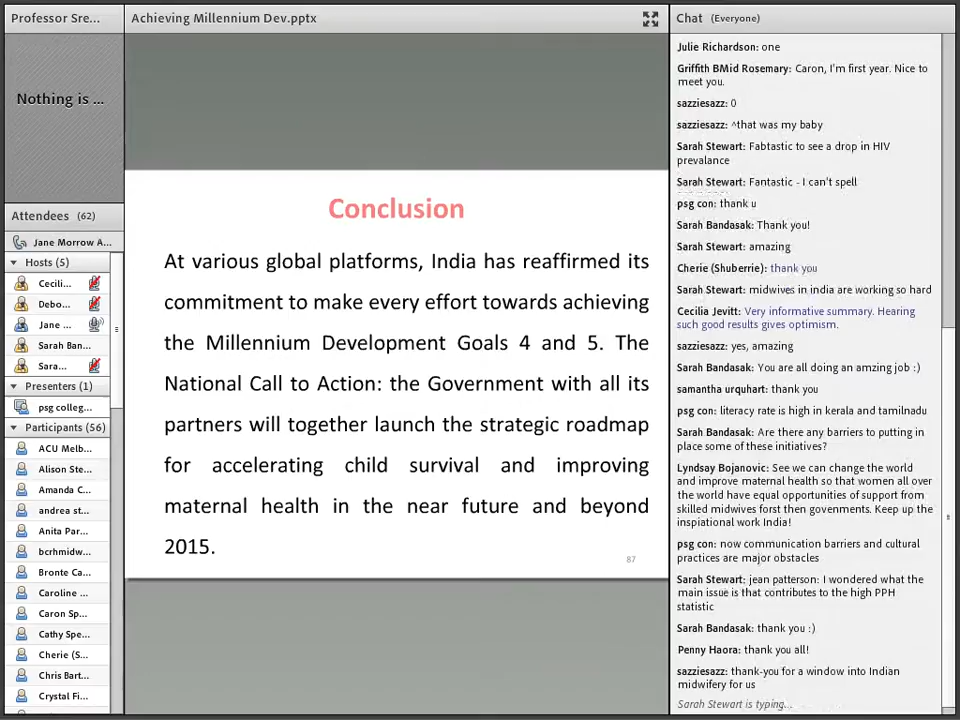 Professor Sre...
Nothing is ...
Attendees (62)
Jane Morrow A...
Hosts (5)
Cecili...
Debo...
Jane ...
Sarah Ban...
Sara...
Presenters (1)
psg colleg...
Participants (56)
ACU Melb...
Alison Ste...
Amanda C...
andrea st...
Anita Par...
bcrhmidw...
Bronte Ca...
Caroline ...
Caron Sp...
Cathy Spe...
Cherie (S...
Chris Bart...
Crystal Fi...
Achieving Millennium Dev.pptx
Conclusion
At various global platforms, India has reaffirmed its
commitment to make every effort towards achieving
the Millennium Development Goals 4 and 5. The
National Call to Action: the Government with all its
partners will together launch the strategic roadmap
for accelerating child survival and improving
maternal health in the near future and beyond
2015.
87
Chat (Everyone)
Julie Richardson: one
Griffith BMid Rosemary: Caron, I'm first year. Nice to
meet you.
sazziesazz: 0
sazziesazz: ^that was my baby
Sarah Stewart: Fabtastic to see a drop in HIV
prevalance
Sarah Stewart: Fantastic - I can't spell
psg con: thank u
Sarah Bandasak: Thank you!
Sarah Stewart: amazing
Cherie (Shuberrie): thank you
Sarah Stewart: midwives in india are working so hard
Cecilia Jevitt: Very informative summary. Hearing
such good results gives optimism.
sazziesazz: yes, amazing
Sarah Bandasak: You are all doing an amzing job :)
samantha urquhart: thank you
psg con: literacy rate is high in kerala and tamilnadu
Sarah Bandasak: Are there any barriers to putting in
place some of these initiatives?
Lyndsay Bojanovic: See we can change the world
and improve maternal health so that women all over
the world have equal opportunities of support from
skilled midwives forst then govenments. Keep up the
inspiational work India!
psg con: now communication barriers and cultural
practices are major obstacles
Sarah Stewart: jean patterson: I wondered what the
main issue is that contributes to the high PPH
statistic
Sarah Bandasak: thank you :)
Penny Haora: thank you all!
sazziesazz: thank-you for a window into Indian
midwifery for us
Sarah Stewart is typing...